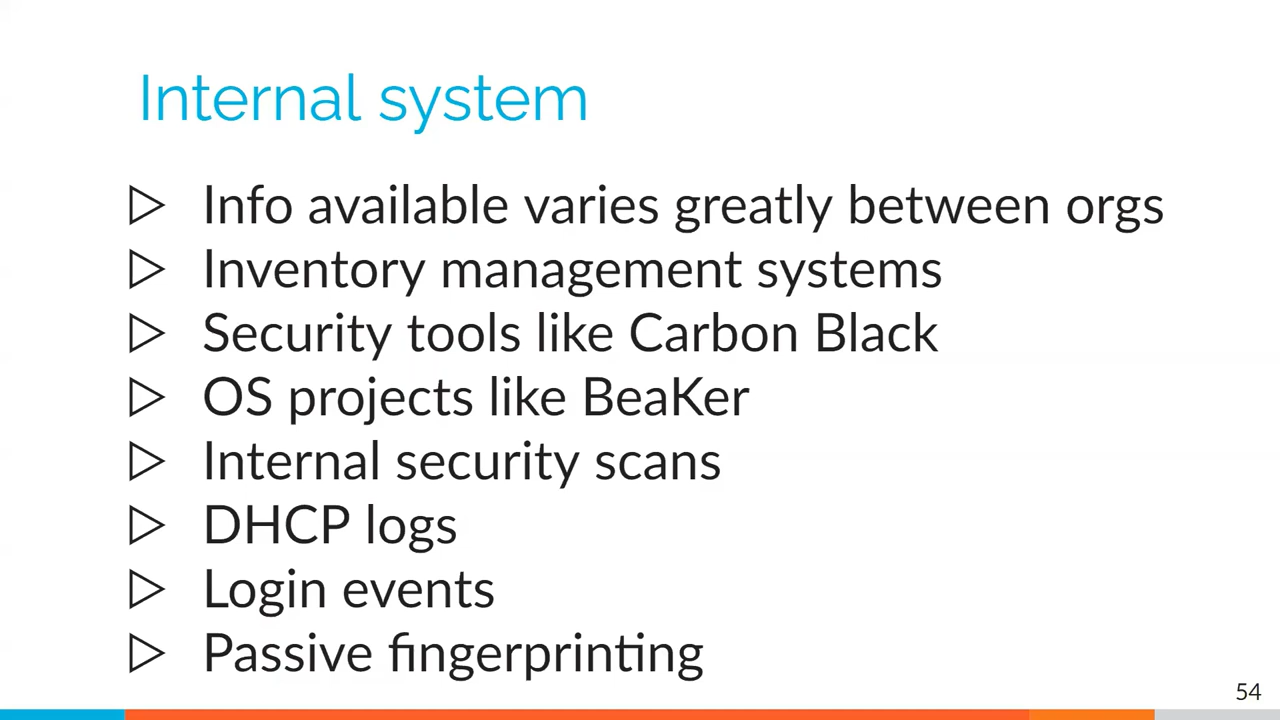 Internal system
▷ Info available varies greatly between orgs
▷ Inventory management systems
▷ Security tools like Carbon Black
▷ OS projects like BeaKer
▷ Internal security scans
▷ DHCP logs
▷ Login events
▷ Passive fingerprinting
54